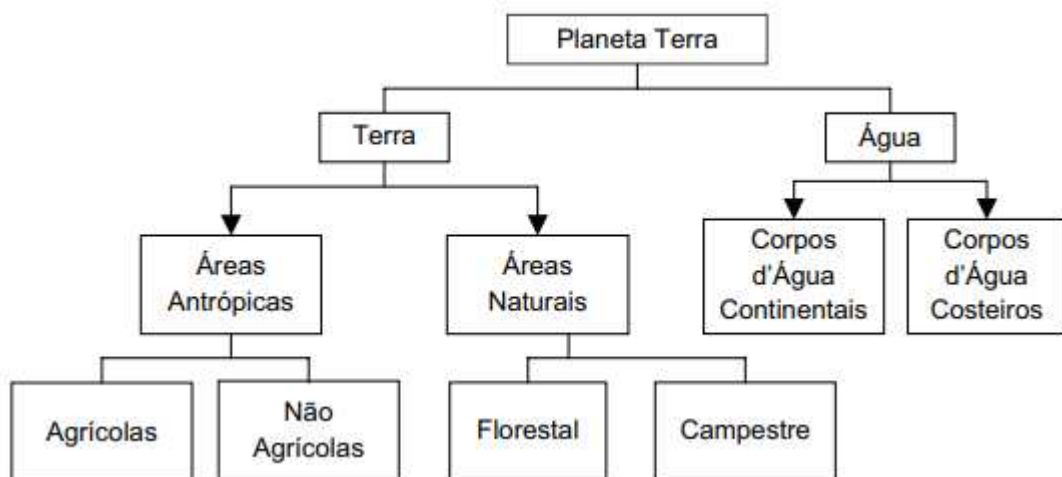 Planeta Terra
Terra
Água
Áreas
Antrópicas
Áreas
Naturais
Corpos
d'Água
Continentais
Corpos
d'Água
Costeiros
Agrícolas
Não
Agrícolas
Florestal
Campestre